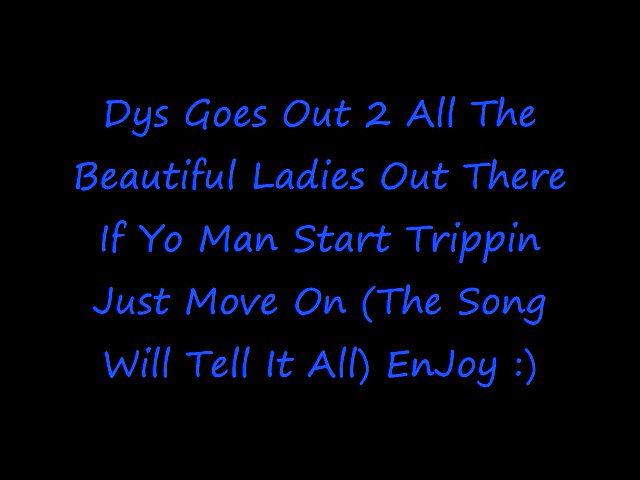 Dys Goes Out 2 All The
Beautiful Ladies Out There
If Yo Man Start Trippin
Just Move On (The Song
Will Tell It All) EnJoy :)